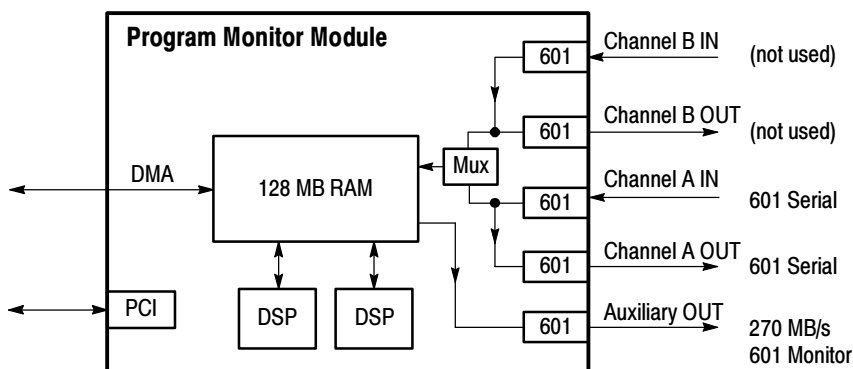 Program Monitor Module
601
Channel B IN
(not used)
601
Channel B OUT
(not used)
Mux
DMA
128 MB RAM
601
Channel A IN
601 Serial
601
Channel A OUT
601 Serial
PCI
DSP
DSP
601
Auxiliary OUT
270 MB/s
601 Monitor